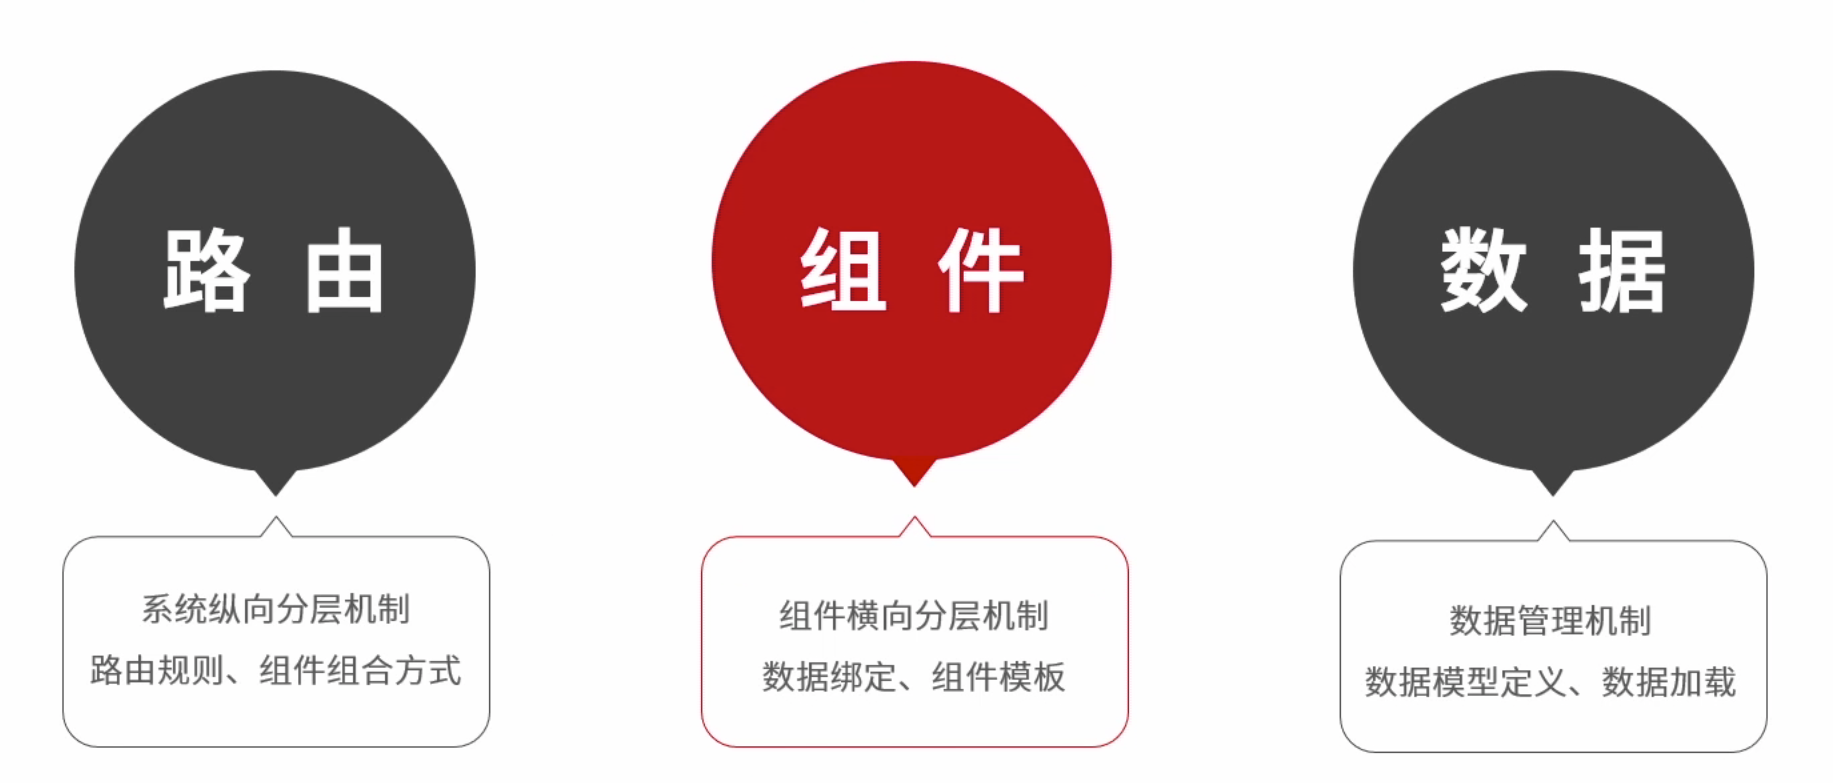 路由
系统纵向分层机制
路由规则、组件组合方式
组件
组件横向分层机制
数据绑定、组件模板
数据
数据管理机制
数据模型定义、数据加载